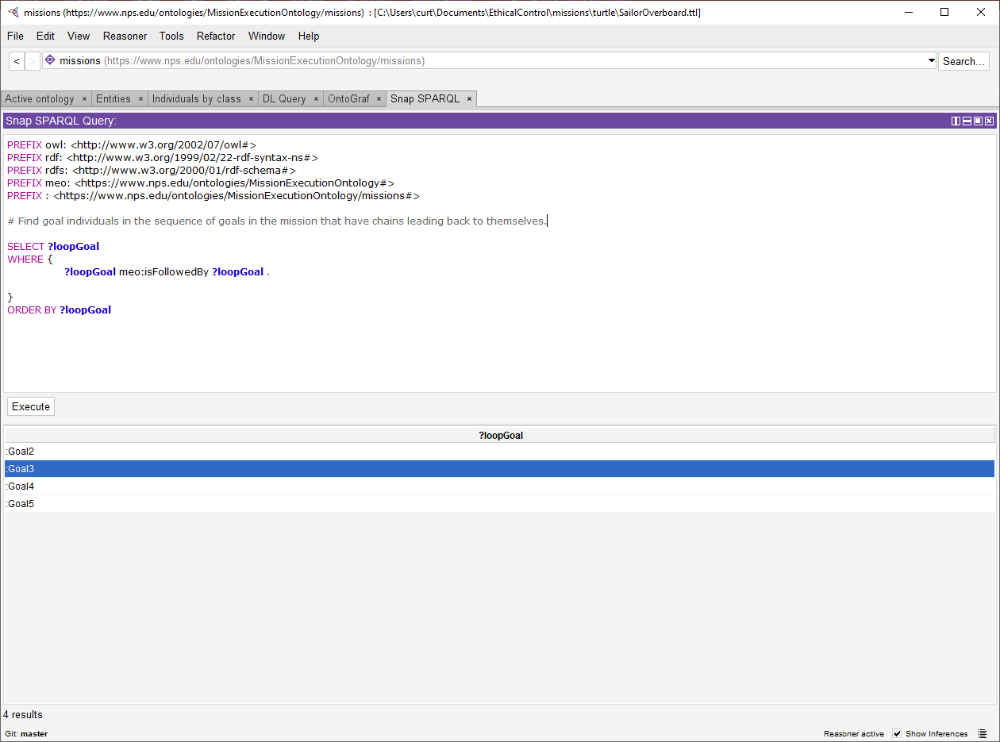 missions (https://www.nps.edu/ontologies/MissionExecutionOntology/missions) : [C:\Users\curt\Documents\EthicalControl\missions\turtle\SailorOverboard.ttl]
File Edit View Reasoner Tools Refactor Window Help
< > missions (https://www.nps.edu/ontologies/MissionExecutionOntology/missions) Search...
Active ontology × Entities × Individuals by class × DL Query × OntoGraf × Snap SPARQL ×
Snap SPARQL Query:
PREFIX owl: <http://www.w3.org/2002/07/owl#>
PREFIX rdf: <http://www.w3.org/1999/02/22-rdf-syntax-ns#>
PREFIX rdfs: <http://www.w3.org/2000/01/rdf-schema#>
PREFIX meo: <https://www.nps.edu/ontologies/MissionExecutionOntology#>
PREFIX : <https://www.nps.edu/ontologies/MissionExecutionOntology/missions#>
# Find goal individuals in the sequence of goals in the mission that have chains leading back to themselves.
SELECT ?loopGoal
WHERE {
?loopGoal meo:isFollowedBy ?loopGoal .
}
ORDER BY ?loopGoal
Execute
?loopGoal
:Goal2
:Goal3
:Goal4
:Goal5
4 results
Git: master Reasoner active Show Inferences